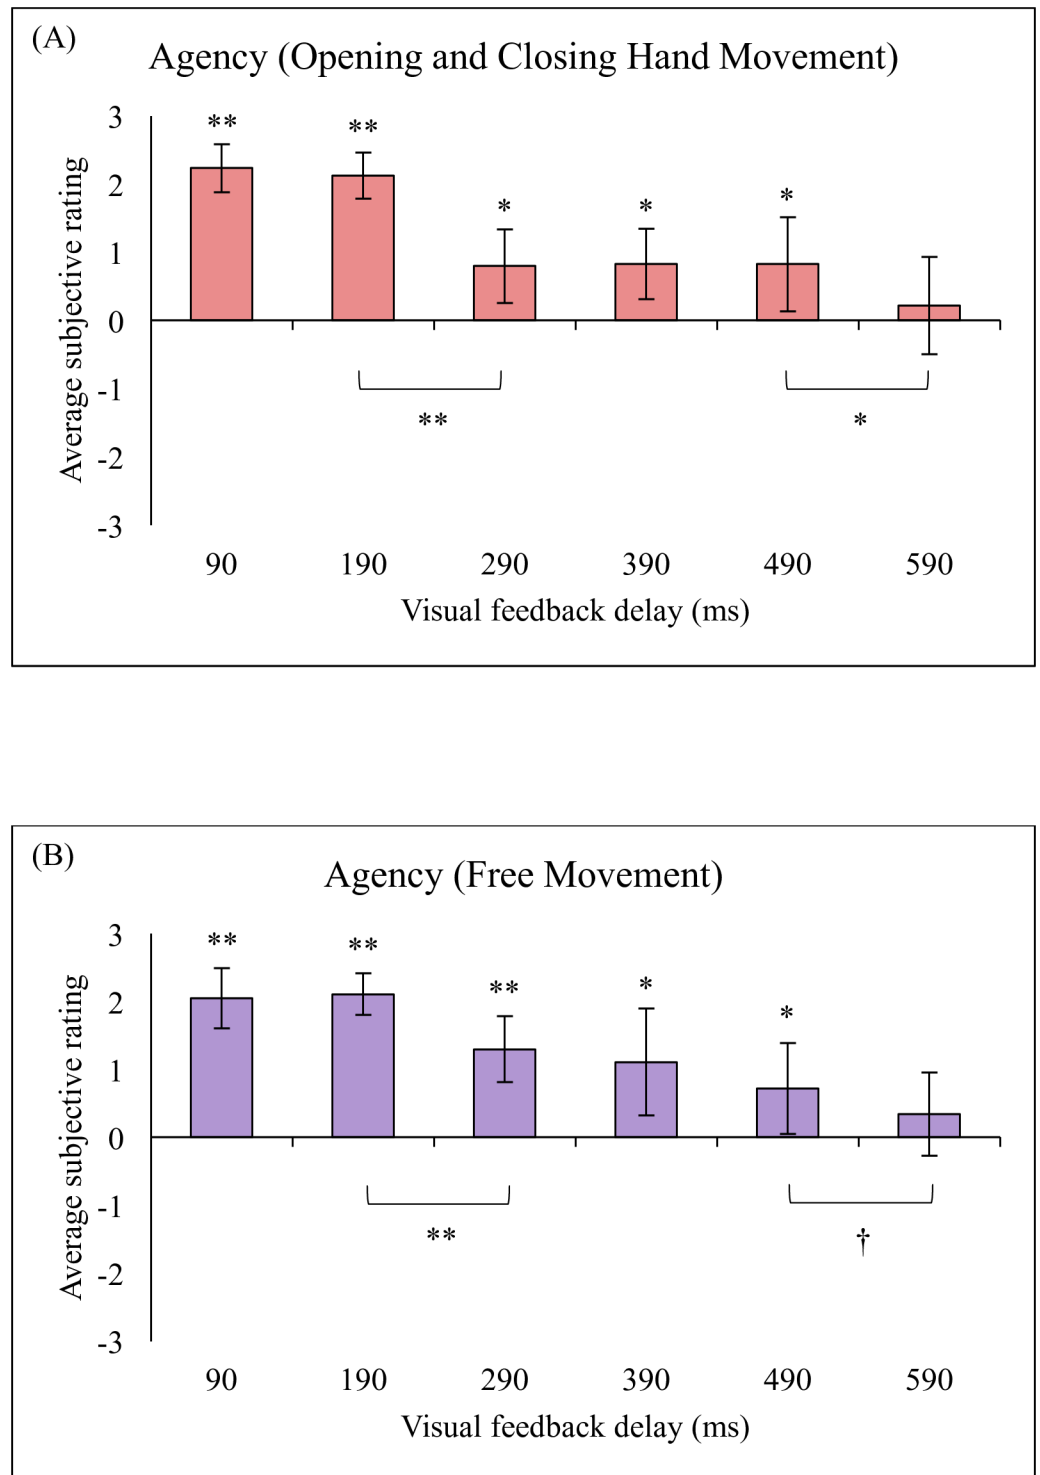 (A)
Agency (Opening and Closing Hand Movement)
Average subjective rating
3
2
1
0
-1
-2
-3
** ** * * *
** *
90 190 290 390 490 590
Visual feedback delay (ms)
(B)
Agency (Free Movement)
Average subjective rating
3
2
1
0
-1
-2
-3
** ** ** * *
** †
90 190 290 390 490 590
Visual feedback delay (ms)